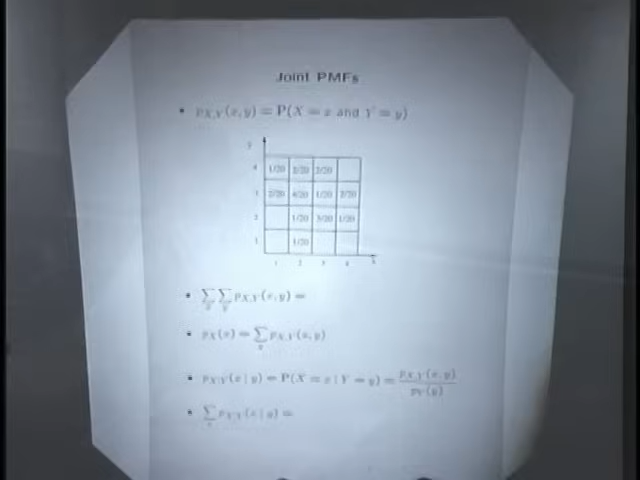 Joint PMFs
• p_{X,Y}(x,y) = P(X = x and Y = y)
y
4 1/20 2/20 2/20
3 2/20 4/20 1/20 2/20
2 1/20 3/20 1/20
1 1/20
1 2 3 4 x
• ∑_x ∑_y p_{X,Y}(x,y) =
• p_X(x) = ∑_y p_{X,Y}(x,y)
• p_{X|Y}(x | y) = P(X = x | Y = y) = p_{X,Y}(x,y) / p_Y(y)
• ∑_x p_{X|Y}(x | y) =